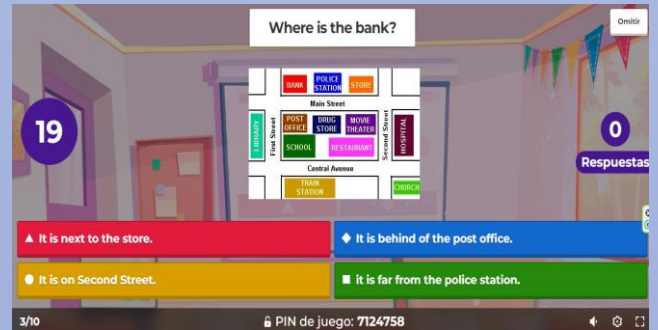 Where is the bank?
Omitir
19
BANK
POLICE
STATION
STORE
Main Street
LIBRARY
First Street
POST
OFFICE
DRUG
STORE
MOVIE
THEATER
Second Street
HOSPITAL
SCHOOL
RESTAURANT
Central Avenue
TRAIN
STATION
CHURCH
0
Respuestas
It is next to the store.
It is behind of the post office.
It is on Second Street.
it is far from the police station.
3/10
PIN de juego: 7124758